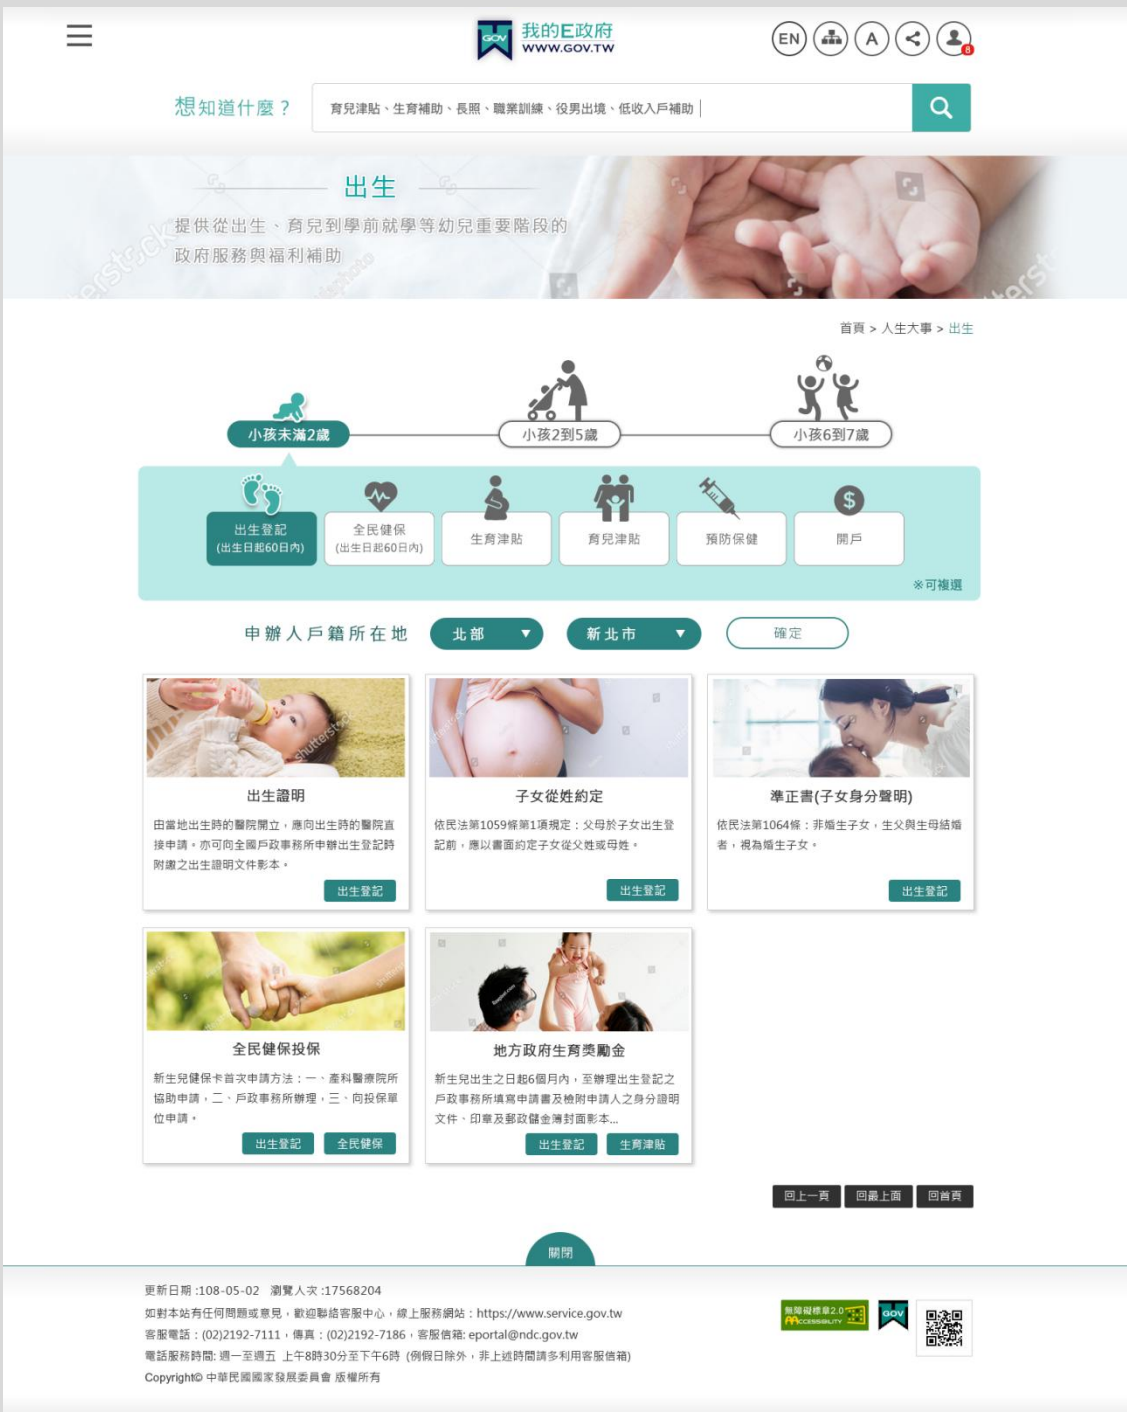 GOV
我的E政府
WWW.GOV.TW
EN
A
8
想知道什麼？
育兒津貼、生育補助、長照、職業訓練、役男出境、低收入戶補助
出生
提供從出生、育兒到學前就學等幼兒重要階段的
政府服務與福利補助
首頁 > 人生大事 > 出生
小孩未滿2歲
小孩2到5歲
小孩6到7歲
出生登記
(出生日起60日內)
全民健保
(出生日起60日內)
生育津貼
育兒津貼
預防保健
$
開戶
※可複選
申辦人戶籍所在地
北部
新北市
確定
出生證明
由當地出生時的醫院開立，應向出生時的醫院直
接申請。亦可向全國戶政事務所申辦出生登記時
附繳之出生證明文件影本。
出生登記
子女從姓約定
依民法第1059條第1項規定：父母於子女出生登
記前，應以書面約定子女從父姓或母姓。
出生登記
準正書(子女身分聲明)
依民法第1064條：非婚生子女，生父與生母結婚
者，視為婚生子女。
出生登記
全民健保投保
新生兒健保卡首次申請方法：一、產科醫療院所
協助申請，二、戶政事務所辦理，三、向投保單
位申請。
出生登記
全民健保
地方政府生育獎勵金
新生兒出生之日起6個月內，至辦理出生登記之
戶政事務所填寫申請書及檢附申請人之身分證明
文件、印章及郵政儲金簿封面影本...
出生登記
生育津貼
回上一頁
回最上面
回首頁
關閉
更新日期 :108-05-02 瀏覽人次 :17568204
如對本站有任何問題或意見，歡迎聯絡客服中心，線上服務網站：https://www.service.gov.tw
客服電話：(02)2192-7111，傳真：(02)2192-7186，客服信箱: eportal@ndc.gov.tw
電話服務時間: 週一至週五 上午8時30分至下午6時 (例假日除外，非上述時間請多利用客服信箱)
Copyright© 中華民國國家發展委員會 版權所有
無障礙標章2.0
ACCESSIBILITY
GOV